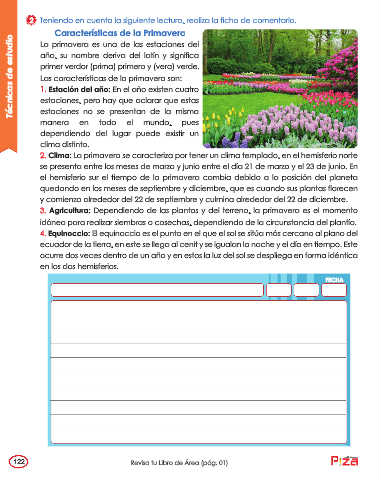 Técnicas de estudio
2 Teniendo en cuenta la siguiente lectura, realiza la ficha de comentario.
Características de la Primavera
La primavera es una de las estaciones del
año, su nombre deriva del latín y significa
primer verdor (prima) primero y (vera) verde.
Las características de la primavera son:
1. Estación del año: En el año existen cuatro
estaciones, pero hay que aclarar que estas
estaciones no se presentan de la misma
manera en todo el mundo, pues
dependiendo del lugar puede existir un
clima distinto.
2. Clima: La primavera se caracteriza por tener un clima templado, en el hemisferio norte
se presenta entre los meses de marzo y junio entre el día 21 de marzo y el 23 de junio. En
el hemisferio sur el tiempo de la primavera cambia debido a la posición del planeta
quedando en los meses de septiembre y diciembre, que es cuando sus plantas florecen
y comienza alrededor del 22 de septiembre y culmina alrededor del 22 de diciembre.
3. Agricultura: Dependiendo de las plantas y del terreno, la primavera es el momento
idóneo para realizar siembras o cosechas, dependiendo de la circunstancia del plantío.
4. Equinoccio: El equinoccio es el punto en el que el sol se sitúa más cercano al plano del
ecuador de la tierra, en este se llega al cenit y se igualan la noche y el día en tiempo. Este
ocurre dos veces dentro de un año y en estos la luz del sol se despliega en forma idéntica
en los dos hemisferios.
FECHA
122
Revisa tu Libro de Área (pág. 01)
Pizza